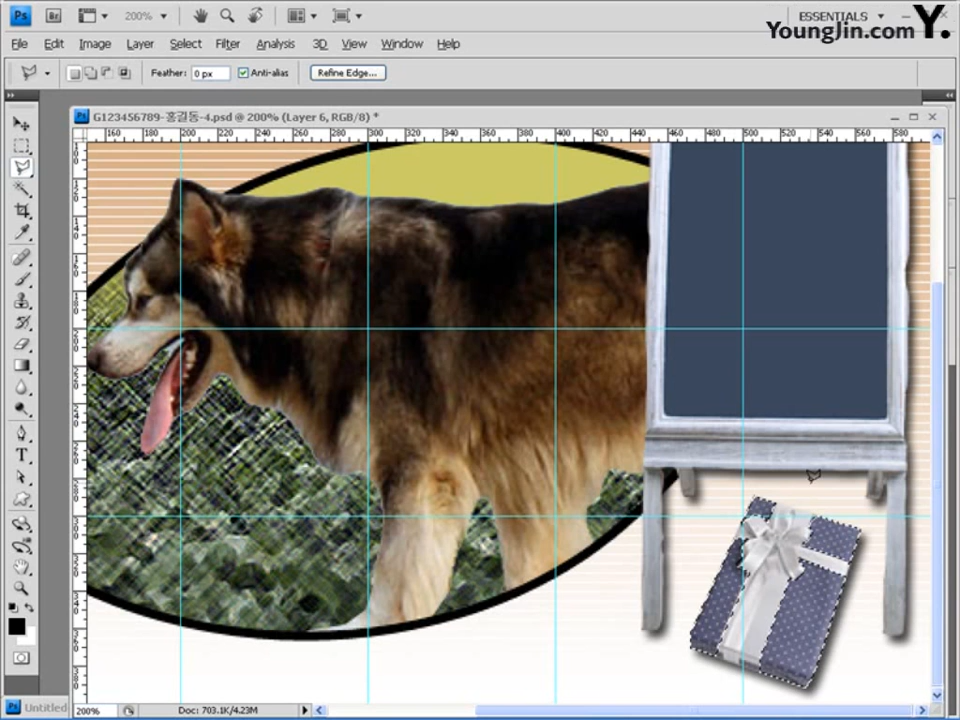 Ps Br 200% ESSENTIALS
YoungJin.com Y.
File Edit Image Layer Select Filter Analysis 3D View Window Help
Feather: 0 px Anti-alias Refine Edge...
Ps G123456789-홍길동-4.psd @ 200% (Layer 6, RGB/8) *
160 180 200 220 240 260 280 300 320 340 360 380 400 420 440 460 480 500 520 540 560 580
Ps Untitled
200% Doc: 703.1K/4.23M